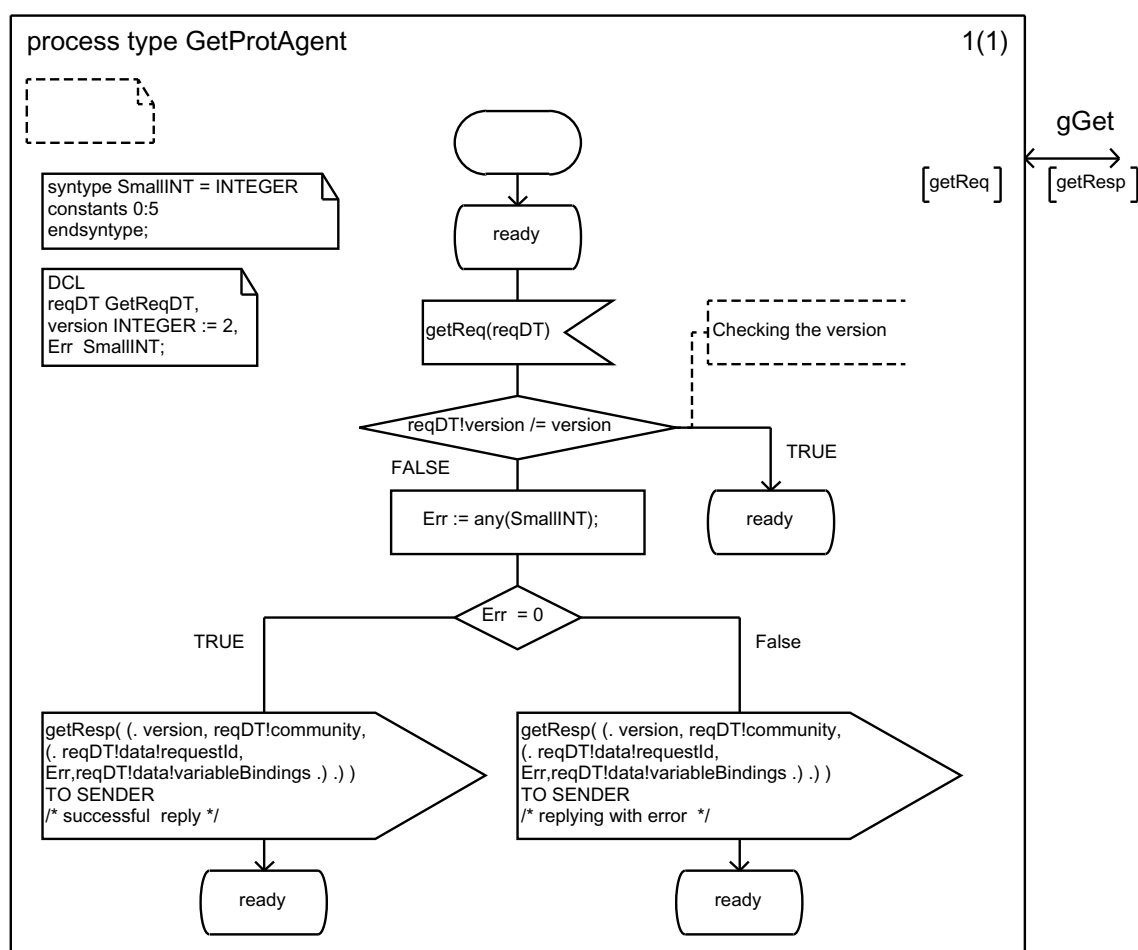 process type GetProtAgent
1(1)
gGet
[getReq]
[getResp]
syntype SmallINT = INTEGER
constants 0:5
endsyntype;
DCL
reqDT GetReqDT,
version INTEGER := 2,
Err  SmallINT;
ready
getReq(reqDT)
Checking the version
reqDT!version /= version
TRUE
FALSE
Err := any(SmallINT);
ready
Err  = 0
TRUE
False
getResp( (. version, reqDT!community,
(. reqDT!data!requestId,
Err,reqDT!data!variableBindings .) .) )
TO SENDER
/* successful  reply */
getResp( (. version, reqDT!community,
(. reqDT!data!requestId,
Err,reqDT!data!variableBindings .) .) )
TO SENDER
/* replying with error  */
ready
ready